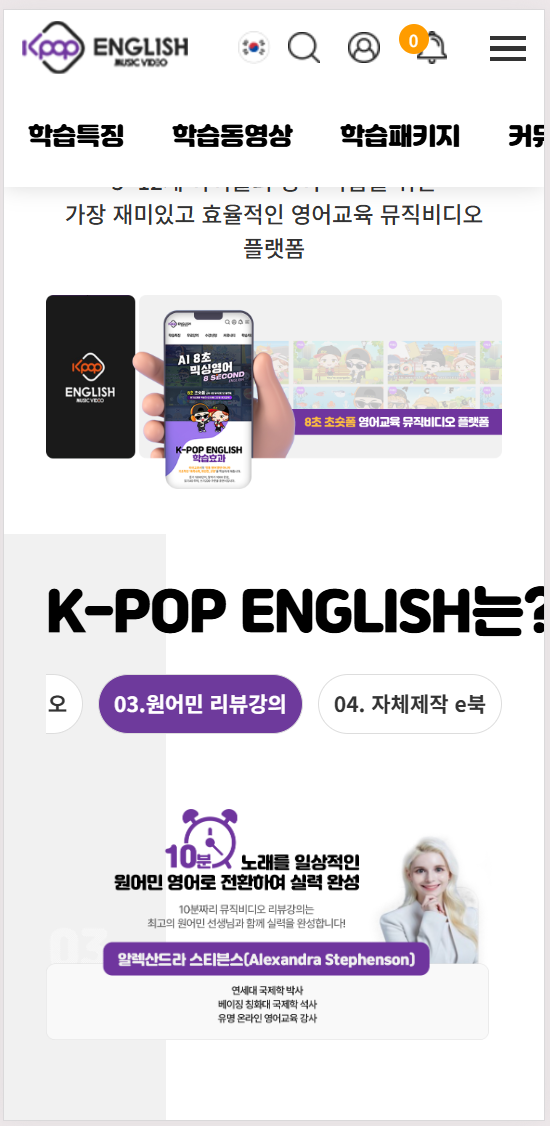 Kpop ENGLISH
MUSIC VIDEO
0
학습특징 학습동영상 학습패키지 커뮤
가장 재미있고 효율적인 영어교육 뮤직비디오
플랫폼
Kpop
ENGLISH
MUSIC VIDEO
AI 8초
믹싱영어
8 SECOND
K-POP ENGLISH
학습효과
8초 초숏폼 영어교육 뮤직비디오 플랫폼
K-POP ENGLISH는?
오
03.원어민 리뷰강의
04. 자체제작 e북
10분 노래를 일상적인
원어민 영어로 전환하여 실력 완성
10분짜리 뮤직비디오 리뷰강의는
최고의 원어민 선생님과 함께 실력을 완성합니다!
03
알렉산드라 스티븐스(Alexandra Stephenson)
연세대 국제학 박사
베이징 칭화대 국제학 석사
유명 온라인 영어교육 강사